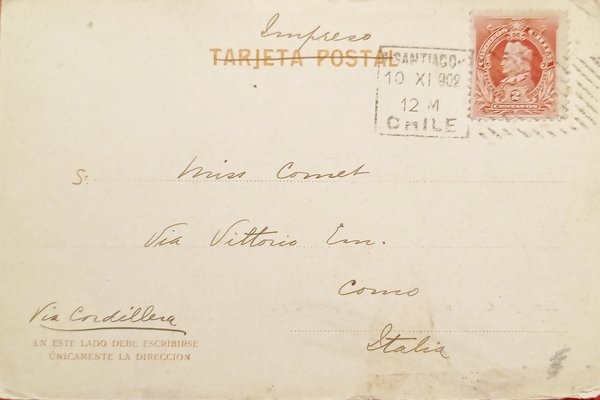 Impreso
TARJETA POSTAL
SANTIAGO
10 XI 902
12 M
CHILE
S: Miss Comet
Via Vittorio Em.
Como
Italia
Via Cordillera
EN ESTE LADO DEBE ESCRIBIRSE
ÚNICAMENTE LA DIRECCION